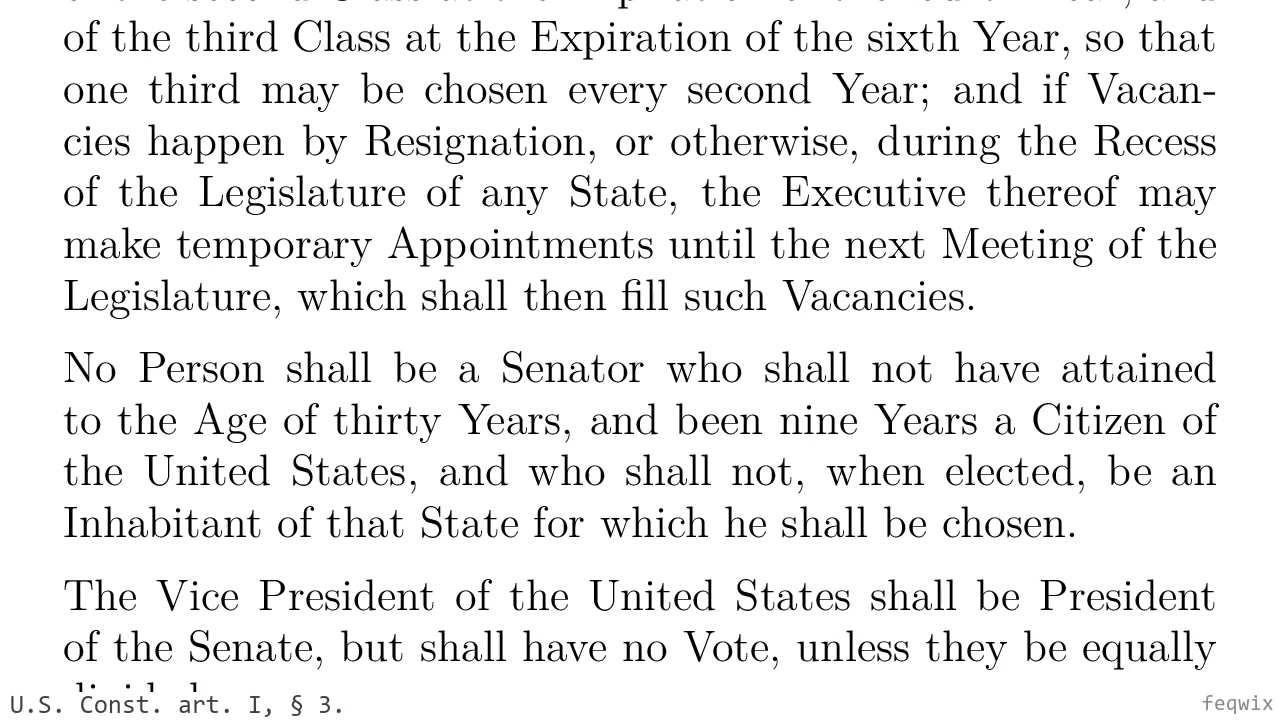 of the third Class at the Expiration of the sixth Year, so that
one third may be chosen every second Year; and if Vacan-
cies happen by Resignation, or otherwise, during the Recess
of the Legislature of any State, the Executive thereof may
make temporary Appointments until the next Meeting of the
Legislature, which shall then fill such Vacancies.
No Person shall be a Senator who shall not have attained
to the Age of thirty Years, and been nine Years a Citizen of
the United States, and who shall not, when elected, be an
Inhabitant of that State for which he shall be chosen.
The Vice President of the United States shall be President
of the Senate, but shall have no Vote, unless they be equally
U.S. Const. art. I, § 3.
feqwix